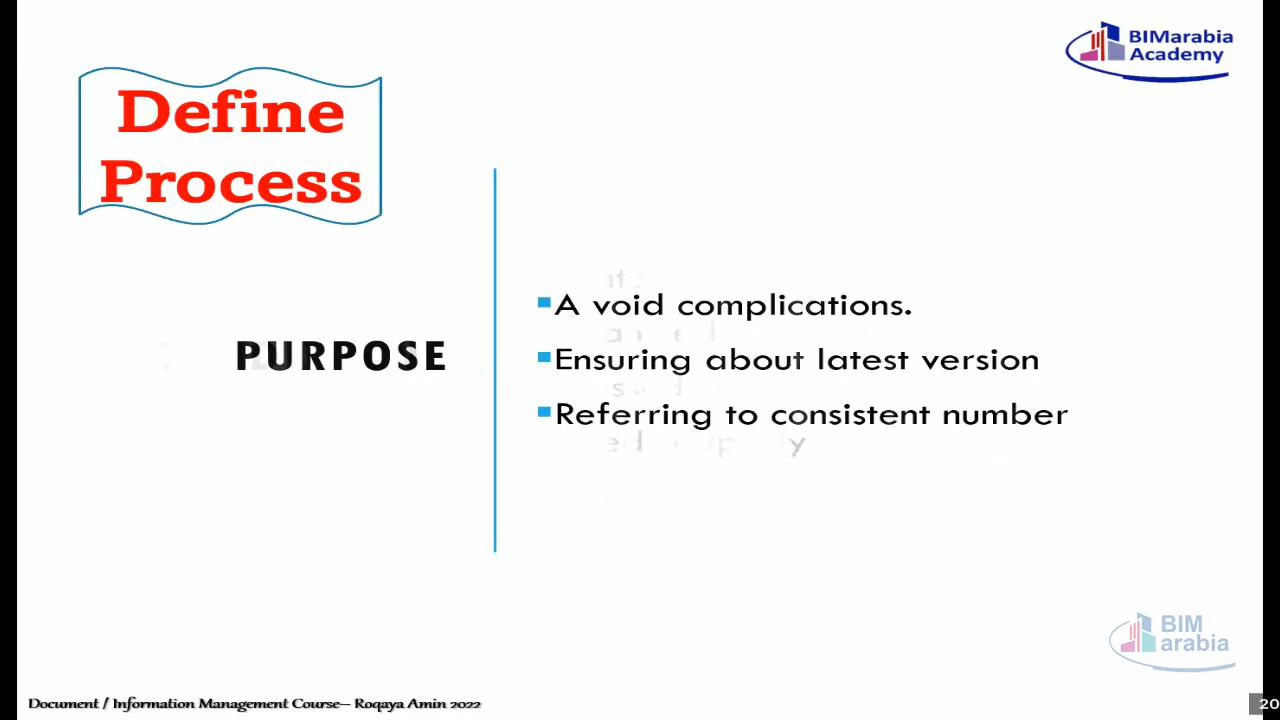 BIMarabia
Academy
Define
Process
PURPOSE
A void complications.
Ensuring about latest version
Referring to consistent number
BIM
arabia
Document / Information Management Course– Roqaya Amin 2022
20